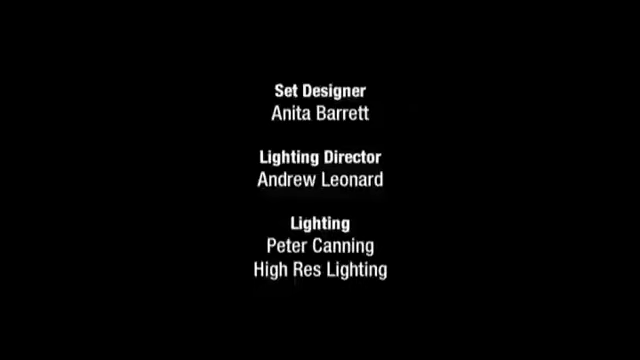 Set Designer
Anita Barrett
Lighting Director
Andrew Leonard
Lighting
Peter Canning
High Res Lighting